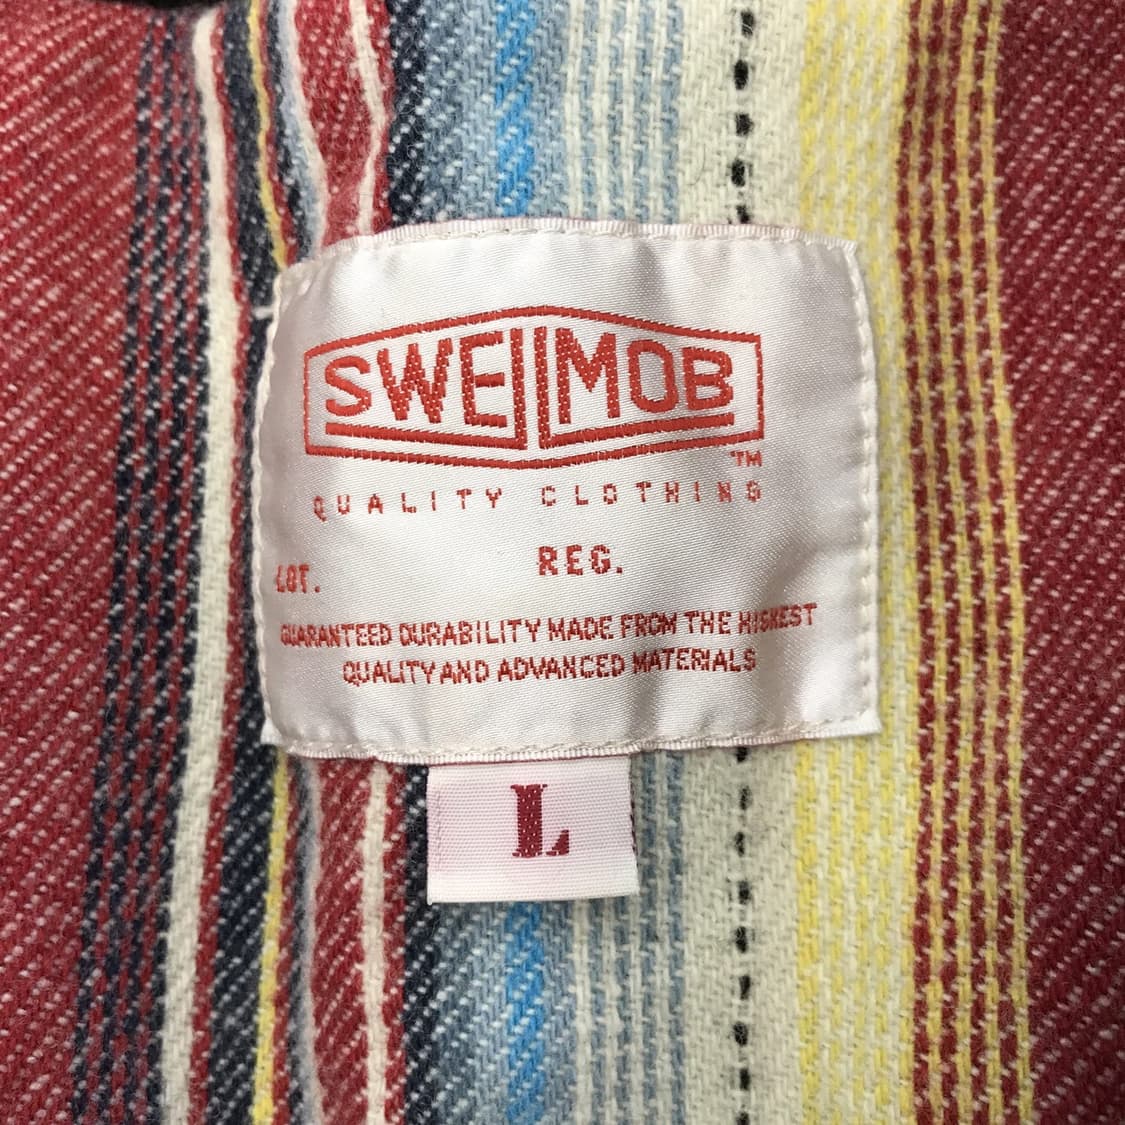 SWELLMOB
TM
QUALITY CLOTHING
LOT. REG.
GUARANTEED DURABILITY MADE FROM THE HIGHEST
QUALITY AND ADVANCED MATERIALS
L